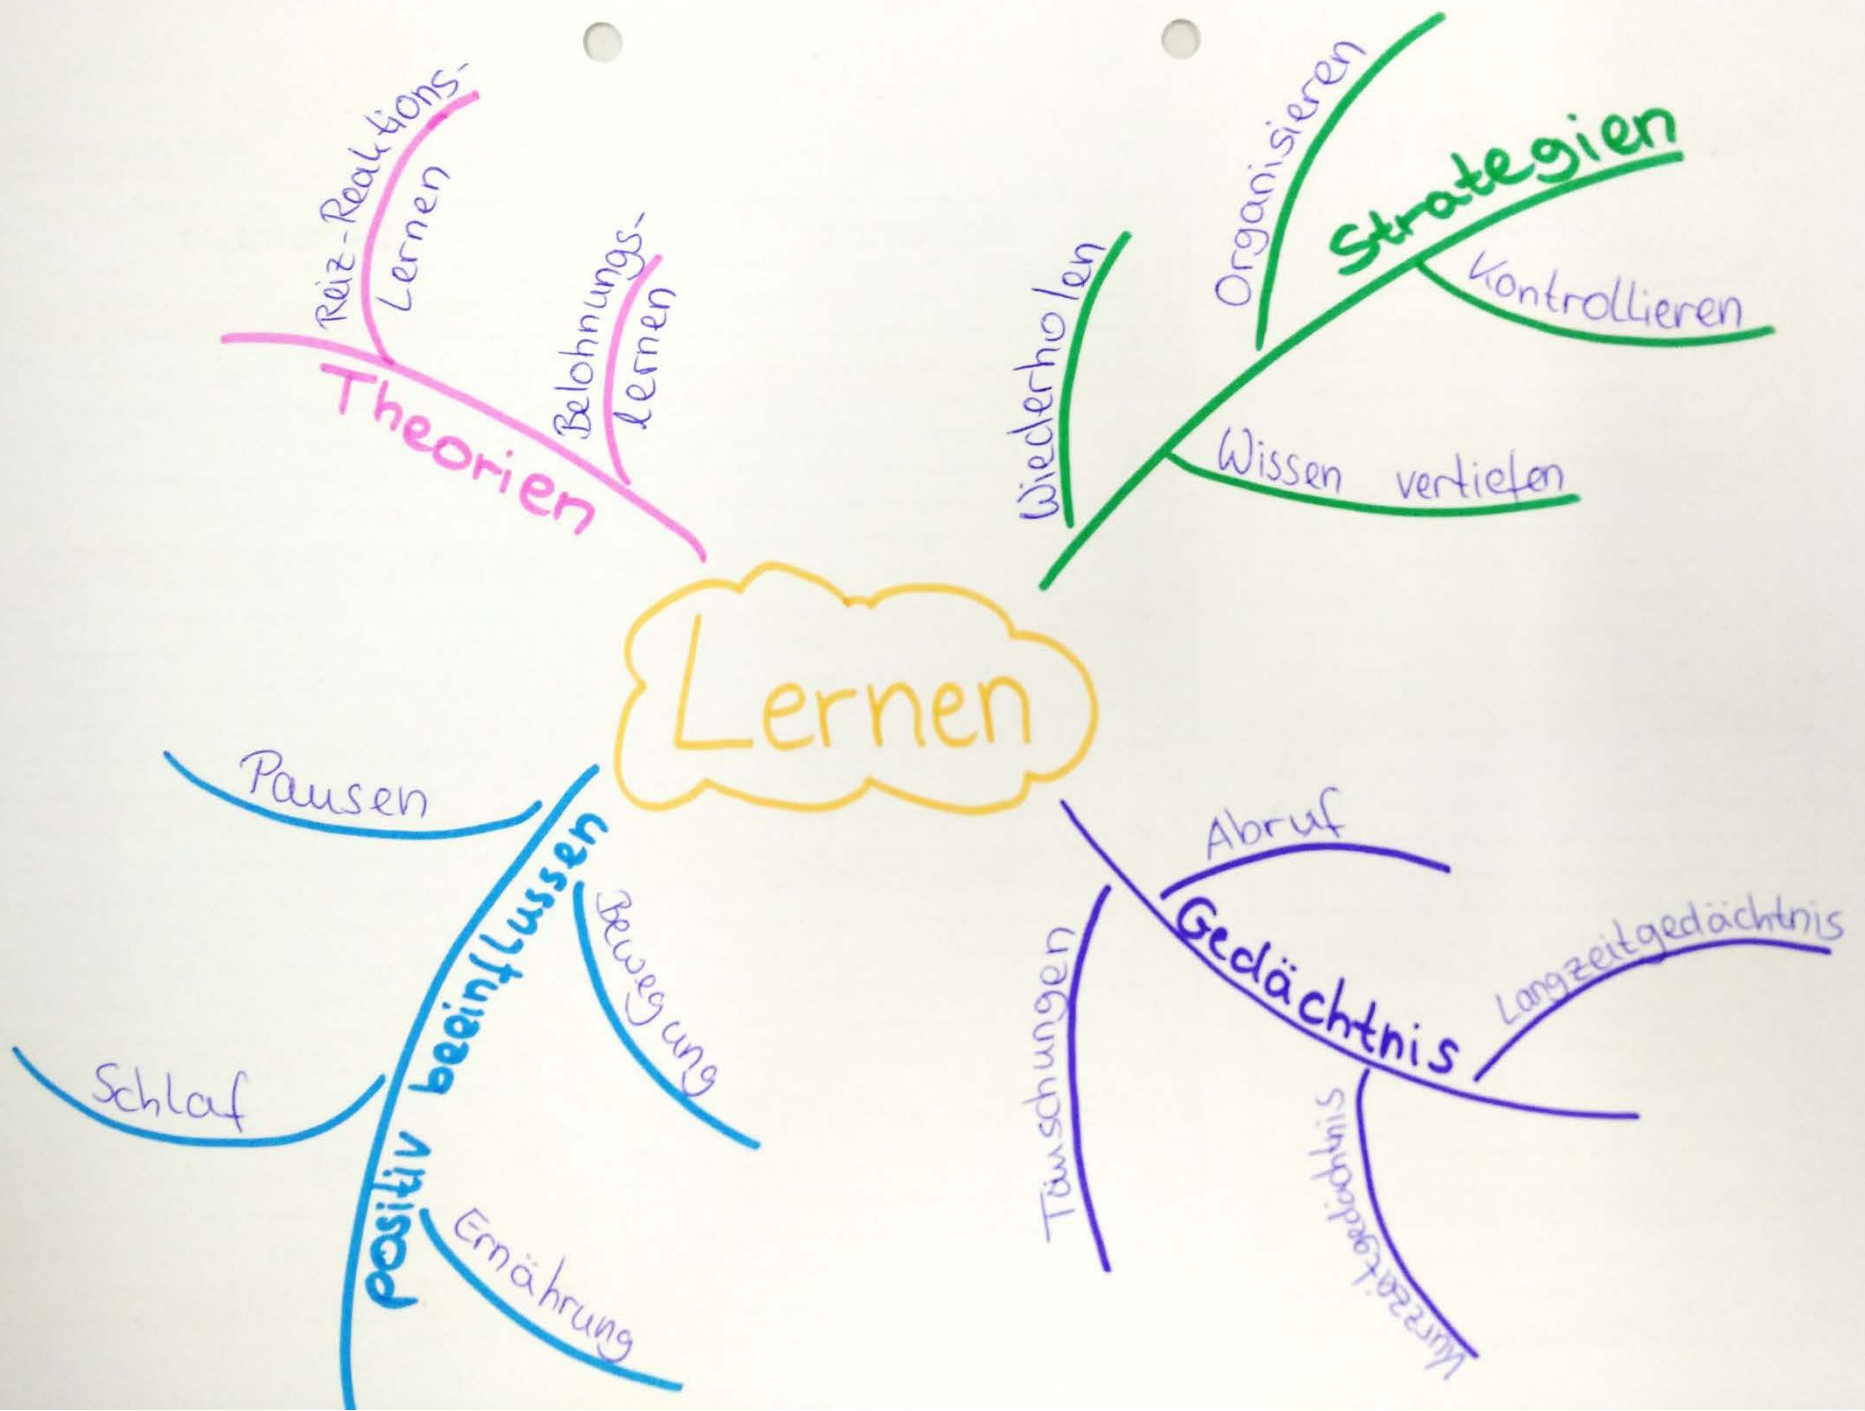 Lernen
Theorien
Reiz-Reaktions-
Lernen
Belohnungs-
lernen
Strategien
Wiederholen
Organisieren
Kontrollieren
Wissen vertiefen
Gedächtnis
Abruf
Langzeitgedächtnis
Kurzzeitgedächtnis
Täuschungen
positiv beeinflussen
Pausen
Bewegung
Schlaf
Ernährung